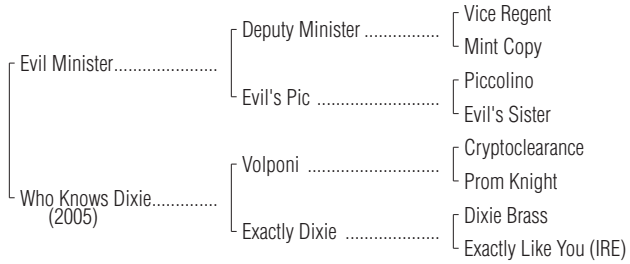 Vice Regent
Deputy Minister ..................
Mint Copy
Evil Minister.......................
Piccolino
Evil's Pic .............................
Evil's Sister
Cryptoclearance
Volponi ...............................
Prom Knight
Who Knows Dixie...............
(2005)
Dixie Brass
Exactly Dixie ......................
Exactly Like You (IRE)